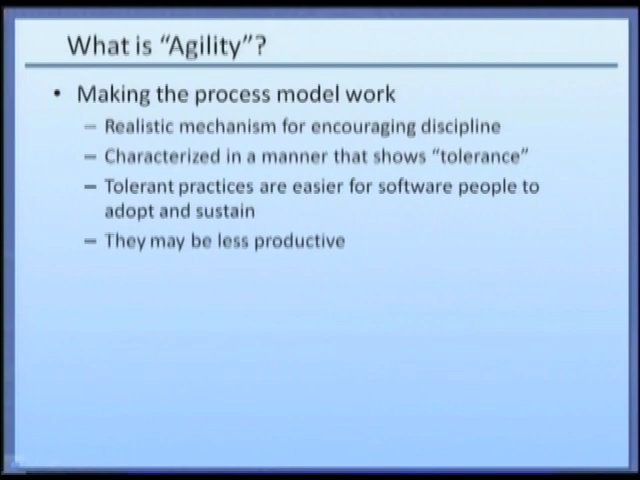 What is “Agility”?
• Making the process model work
– Realistic mechanism for encouraging discipline
– Characterized in a manner that shows “tolerance”
– Tolerant practices are easier for software people to
adopt and sustain
– They may be less productive